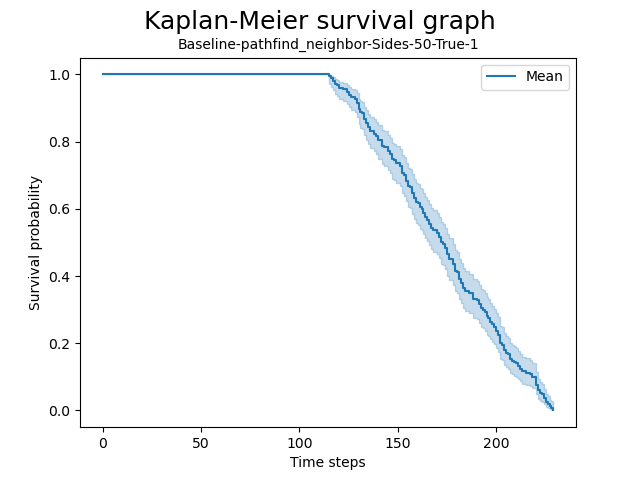 Kaplan-Meier survival graph
Baseline-pathfind_neighbor-Sides-50-True-1
Mean
1.0
0.8
0.6
0.4
0.2
0.0
Survival probability
0 50 100 150 200
Time steps